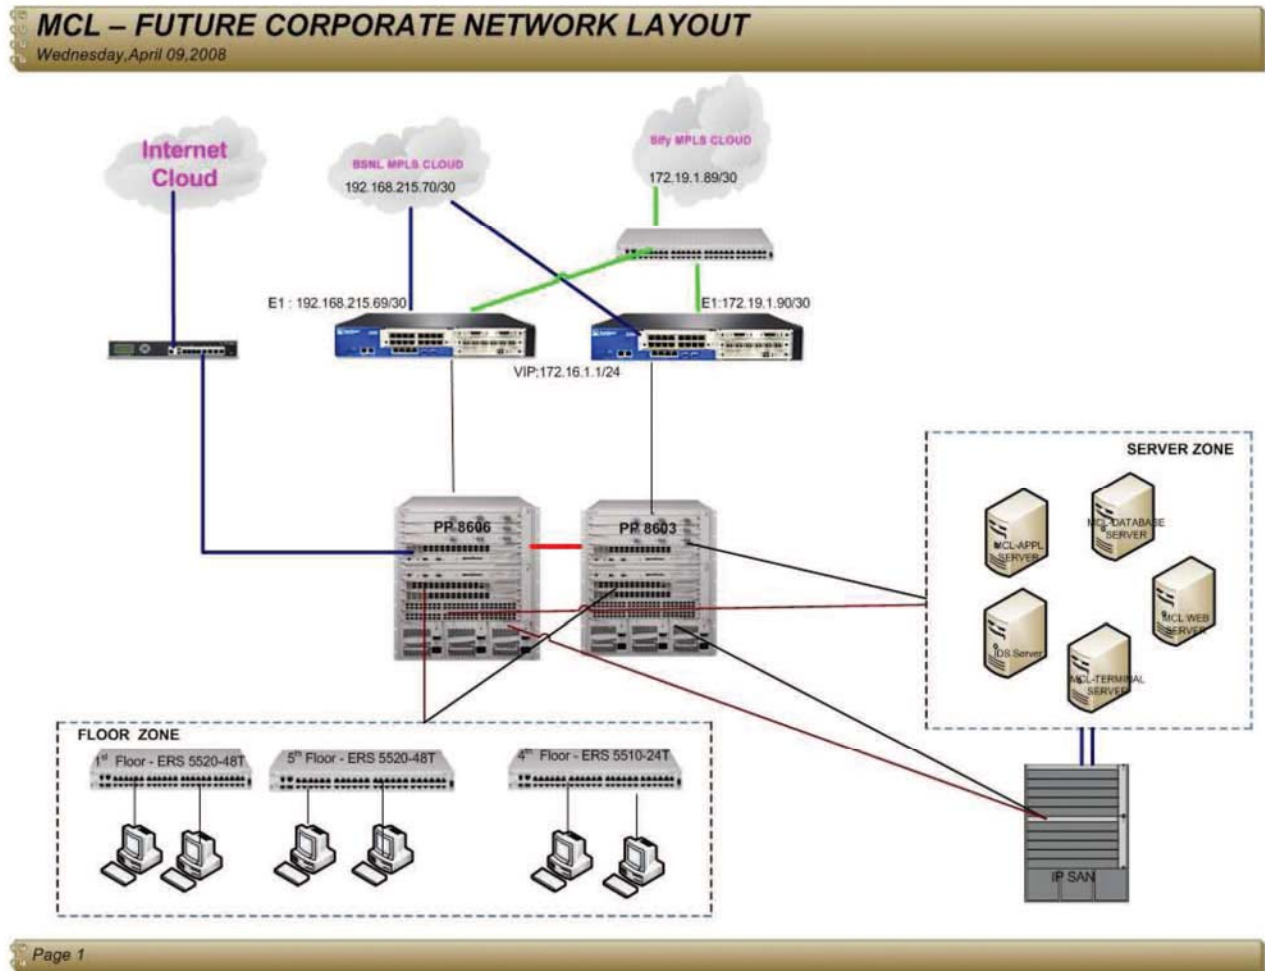 MCL – FUTURE CORPORATE NETWORK LAYOUT
Wednesday,April 09,2008
Internet
Cloud
BSNL MPLS CLOUD
192.168.215.70/30
Sify MPLS CLOUD
172.19.1.89/30
E1 : 192.168.215.69/30
E1:172.19.1.90/30
VIP:172.16.1.1/24
PP 8606
PP 8603
SERVER ZONE
MCL-APPL
SERVER
MCL-DATABASE
SERVER
MCL WEB
SERVER
IDS Server
MCL-TERMINAL
SERVER
FLOOR ZONE
1st Floor - ERS 5520-48T
5th Floor - ERS 5520-48T
4th Floor - ERS 5510-24T
IP SAN
Page 1